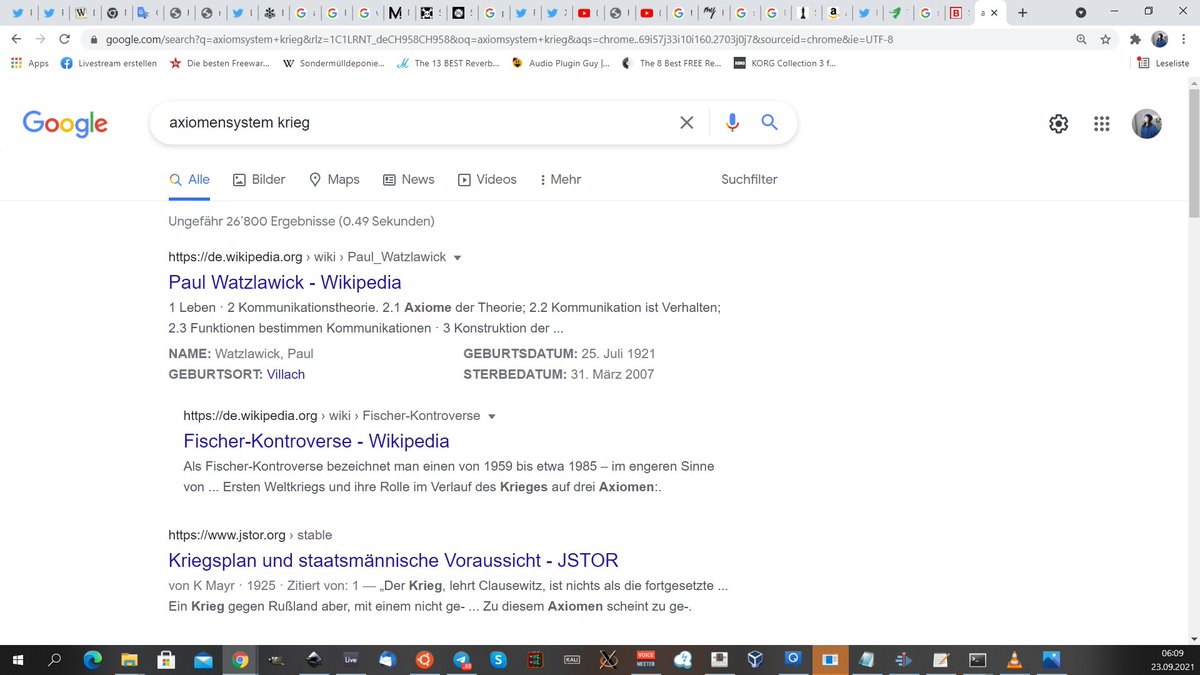 google.com/search?q=axiomsystem+krieg&rlz=1C1LRNT_deCH958CH958&oq=axiomsystem+krieg&aqs=chrome..69i57j33i10i160.2703j0j7&sourceid=chrome&ie=UTF-8
Apps Livestream erstellen Die besten Freewar... Sondermülldeponie... The 13 BEST Reverb... Audio Plugin Guy |... The 8 Best FREE Re... KORG Collection 3 f... Leseliste
Google
axiomensystem krieg
Alle Bilder Maps News Videos Mehr Suchfilter
Ungefähr 26’800 Ergebnisse (0.49 Sekunden)
https://de.wikipedia.org › wiki › Paul_Watzlawick
Paul Watzlawick - Wikipedia
1 Leben · 2 Kommunikationstheorie. 2.1 Axiome der Theorie; 2.2 Kommunikation ist Verhalten;
2.3 Funktionen bestimmen Kommunikationen · 3 Konstruktion der ...
NAME: Watzlawick, Paul GEBURTSDATUM: 25. Juli 1921
GEBURTSORT: Villach STERBEDATUM: 31. März 2007
https://de.wikipedia.org › wiki › Fischer-Kontroverse
Fischer-Kontroverse - Wikipedia
Als Fischer-Kontroverse bezeichnet man einen von 1959 bis etwa 1985 – im engeren Sinne
von ... Ersten Weltkriegs und ihre Rolle im Verlauf des Krieges auf drei Axiomen:.
https://www.jstor.org › stable
Kriegsplan und staatsmännische Voraussicht - JSTOR
von K Mayr · 1925 · Zitiert von: 1 — „Der Krieg, lehrt Clausewitz, ist nichts als die fortgesetzte ...
Ein Krieg gegen Rußland aber, mit einem nicht ge- ... Zu diesem Axiomen scheint zu ge-.
Live KALI VOICE MEETER
06:09
23.09.2021